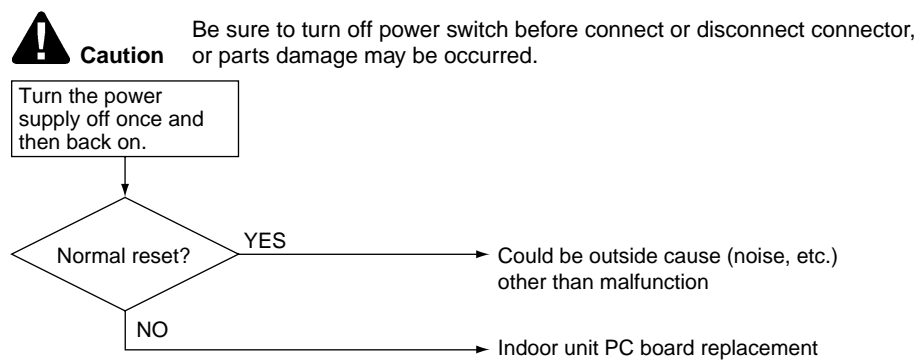 Be sure to turn off power switch before connect or disconnect connector,
Caution or parts damage may be occurred.
Turn the power
supply off once and
then back on.
Normal reset?
YES
Could be outside cause (noise, etc.)
other than malfunction
NO
Indoor unit PC board replacement